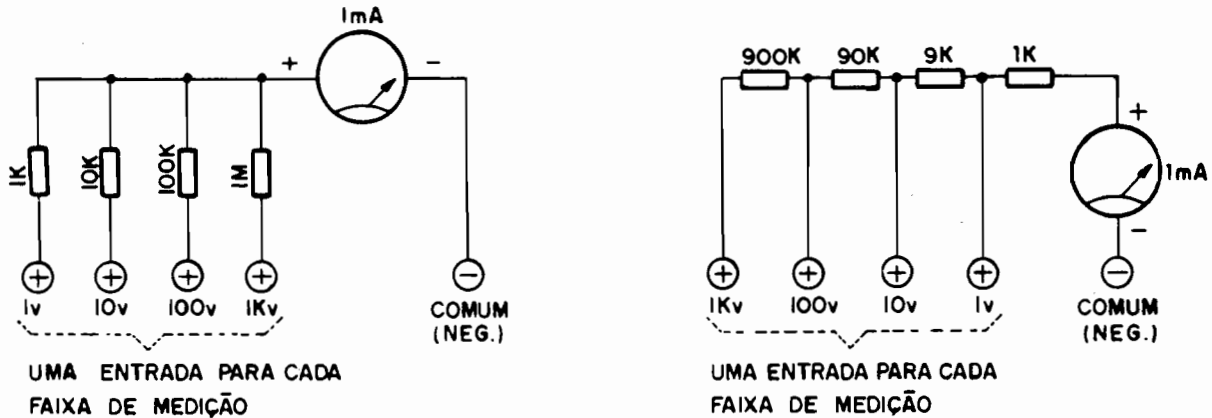 1mA
+ −
1K
10K
100K
1M
+ + + + −
1v 10v 100v 1Kv
COMUM
(NEG.)
UMA ENTRADA PARA CADA
FAIXA DE MEDIÇÃO
900K 90K 9K 1K
+
1mA
−
+ + + + −
1Kv 100v 10v 1v
COMUM
(NEG.)
UMA ENTRADA PARA CADA
FAIXA DE MEDIÇÃO